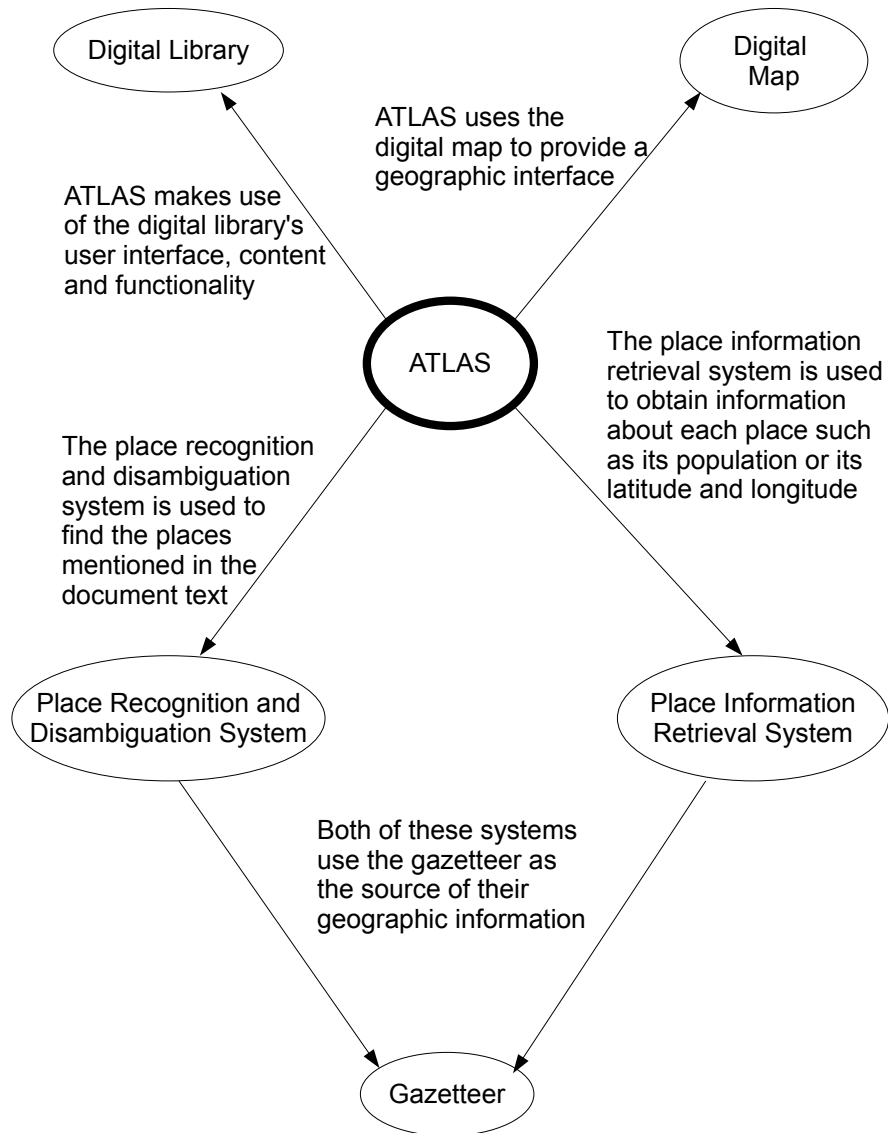 Digital Library
Digital
Map
ATLAS uses the
digital map to provide a
geographic interface
ATLAS makes use
of the digital library's
user interface, content
and functionality
ATLAS
The place information
retrieval system is used
to obtain information
about each place such
as its population or its
latitude and longitude
The place recognition
and disambiguation
system is used to
find the places
mentioned in the
document text
Place Recognition and
Disambiguation System
Place Information
Retrieval System
Both of these systems
use the gazetteer as
the source of their
geographic information
Gazetteer